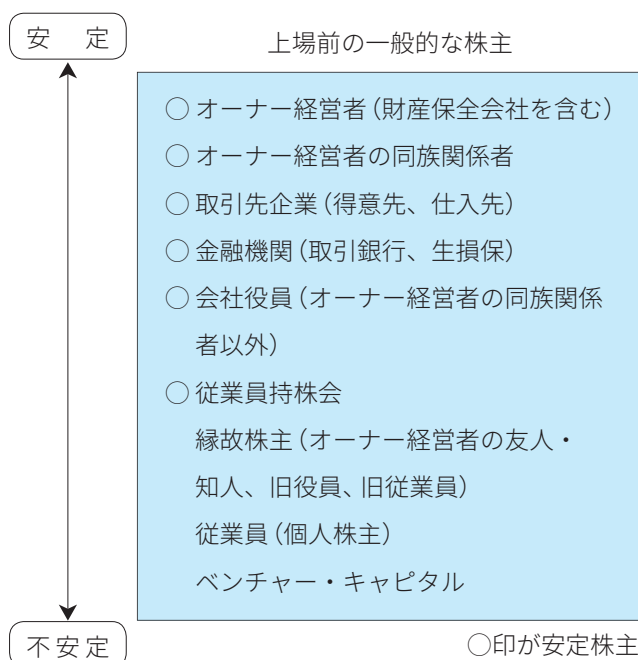 安 定
上場前の一般的な株主
○ オーナー経営者（財産保全会社を含む）
○ オーナー経営者の同族関係者
○ 取引先企業（得意先、仕入先）
○ 金融機関（取引銀行、生損保）
○ 会社役員（オーナー経営者の同族関係
者以外）
○ 従業員持株会
縁故株主（オーナー経営者の友人・
知人、旧役員、旧従業員）
従業員（個人株主）
ベンチャー・キャピタル
不安定
○印が安定株主